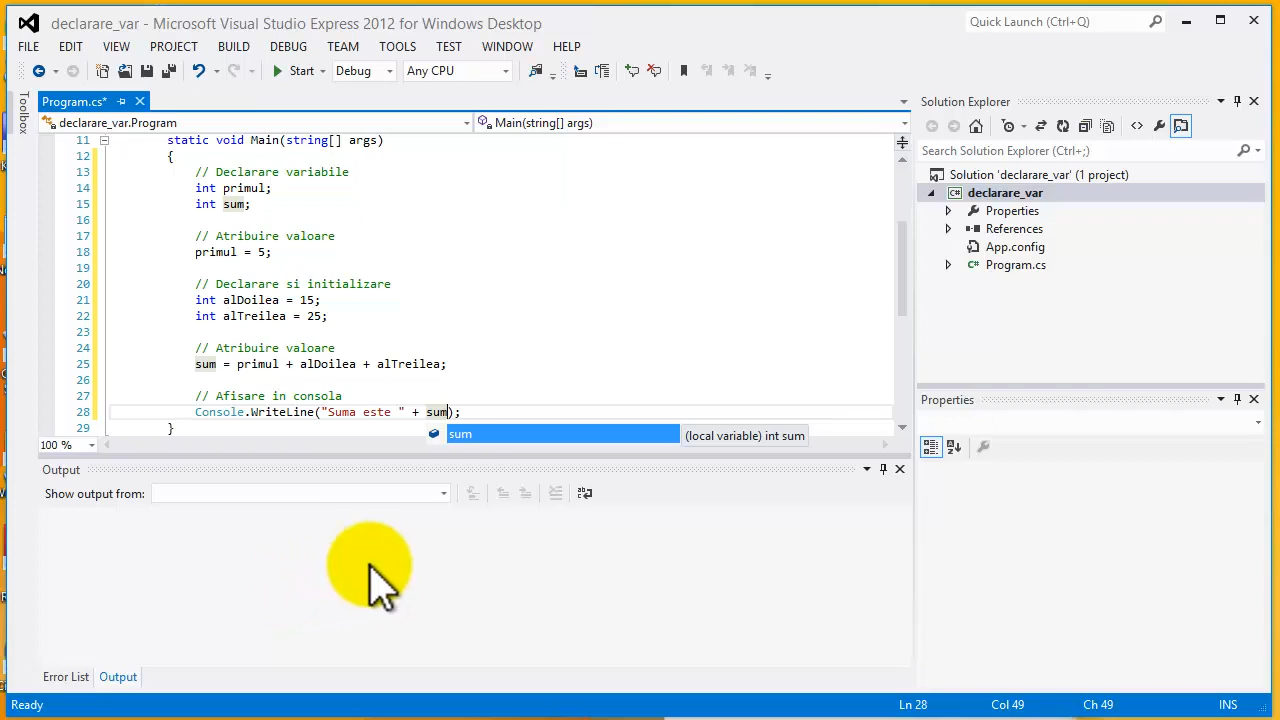 declarare_var - Microsoft Visual Studio Express 2012 for Windows Desktop
Quick Launch (Ctrl+Q)
FILE EDIT VIEW PROJECT BUILD DEBUG TEAM TOOLS TEST WINDOW HELP
Start Debug Any CPU
Toolbox
Program.cs*
declarare_var.Program Main(string[] args)
11 static void Main(string[] args)
12 {
13 // Declarare variabile
14 int primul;
15 int sum;
16
17 // Atribuire valoare
18 primul = 5;
19
20 // Declarare si initializare
21 int alDoilea = 15;
22 int alTreilea = 25;
23
24 // Atribuire valoare
25 sum = primul + alDoilea + alTreilea;
26
27 // Afisare in consola
28 Console.WriteLine("Suma este " + sum);
29 }
sum (local variable) int sum
100 %
Output
Show output from:
Error List Output
Solution Explorer
Search Solution Explorer (Ctrl+;)
Solution 'declarare_var' (1 project)
C# declarare_var
Properties
References
App.config
C# Program.cs
Properties
Ready Ln 28 Col 49 Ch 49 INS